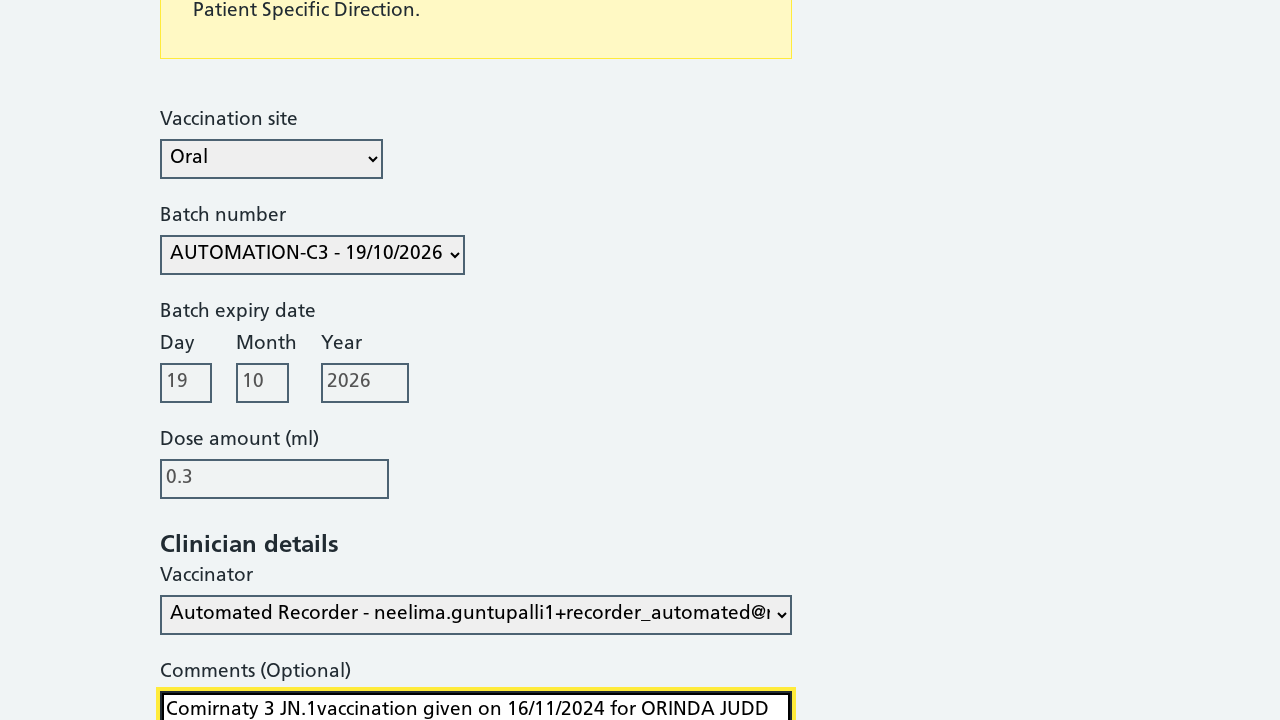 Patient Specific Direction.
Vaccination site
Oral
Batch number
AUTOMATION-C3 - 19/10/2026
Batch expiry date
Day Month Year
19 10 2026
Dose amount (ml)
0.3
Clinician details
Vaccinator
Automated Recorder - neelima.guntupalli1+recorder_automated@
Comments (Optional)
Comirnaty 3 JN.1vaccination given on 16/11/2024 for ORINDA JUDD